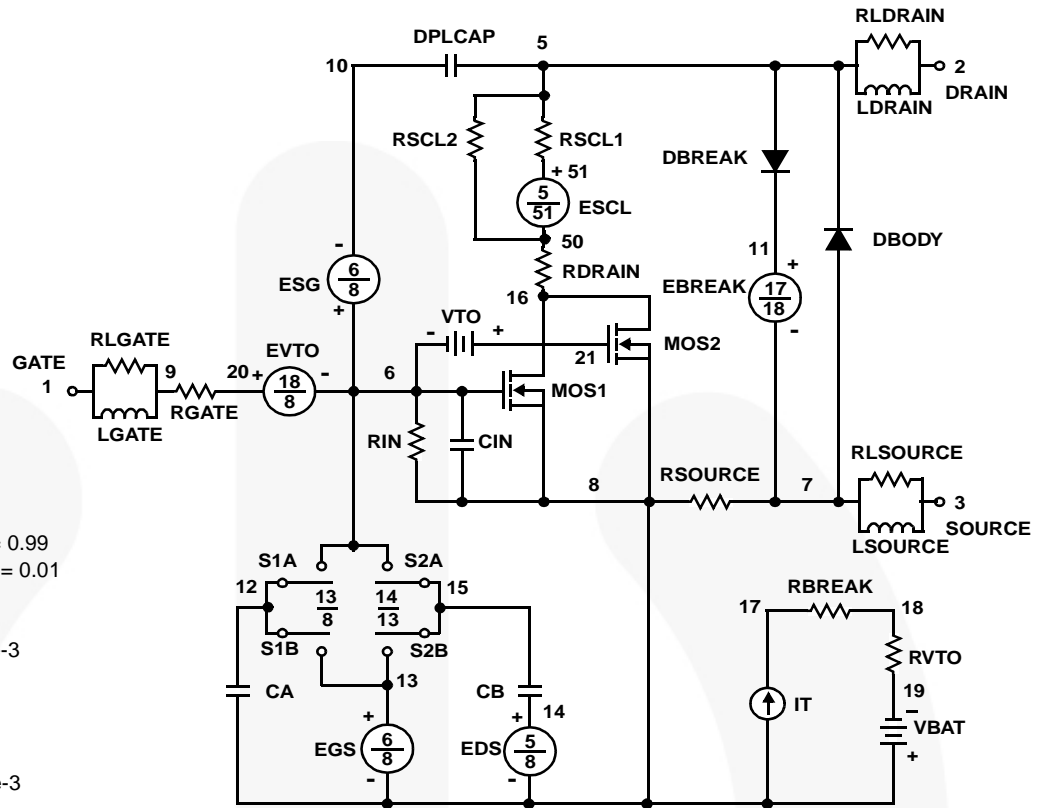 RLDRAIN
DPLCAP
5
10
2
DRAIN
LDRAIN
RSCL2
RSCL1
DBREAK
+ 51
5
51
ESCL
50
DBODY
11
-
ESG
6
8
+
RDRAIN
+
EBREAK
17
18
-
16
VTO
-
+
MOS2
21
GATE
1
RLGATE
9
20
+
EVTO
18
8
-
6
MOS1
LGATE
RGATE
RIN
CIN
RLSOURCE
RSOURCE
8
7
3
SOURCE
LSOURCE
= 0.99
= 0.01
S1A
S2A
12
13
8
14
13
15
RBREAK
17
18
S1B
S2B
-3
RVTO
13
CA
CB
19
14
IT
-
VBAT
+
+
EGS
6
8
-
+
EDS
5
8
-
e-3